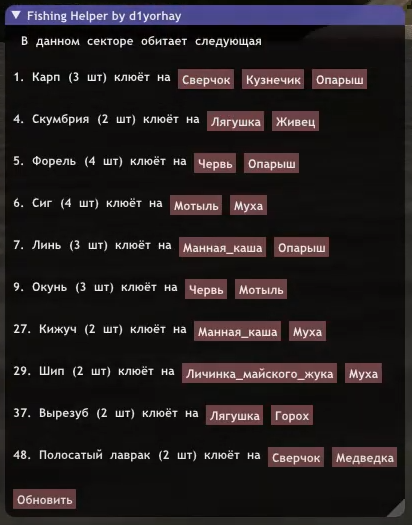 Fishing Helper by d1yorhay
В данном секторе обитает следующая
1. Карп (3 шт) клюёт на Сверчок Кузнечик Опарыш
4. Скумбрия (2 шт) клюёт на Лягушка Живец
5. Форель (4 шт) клюёт на Червь Опарыш
6. Сиг (4 шт) клюёт на Мотыль Муха
7. Линь (3 шт) клюёт на Манная_каша Опарыш
9. Окунь (3 шт) клюёт на Червь Мотыль
27. Кижуч (2 шт) клюёт на Манная_каша Муха
29. Шип (2 шт) клюёт на Личинка_майского_жука Муха
37. Вырезуб (2 шт) клюёт на Лягушка Горох
48. Полосатый лаврак (2 шт) клюёт на Сверчок Медведка
Обновить